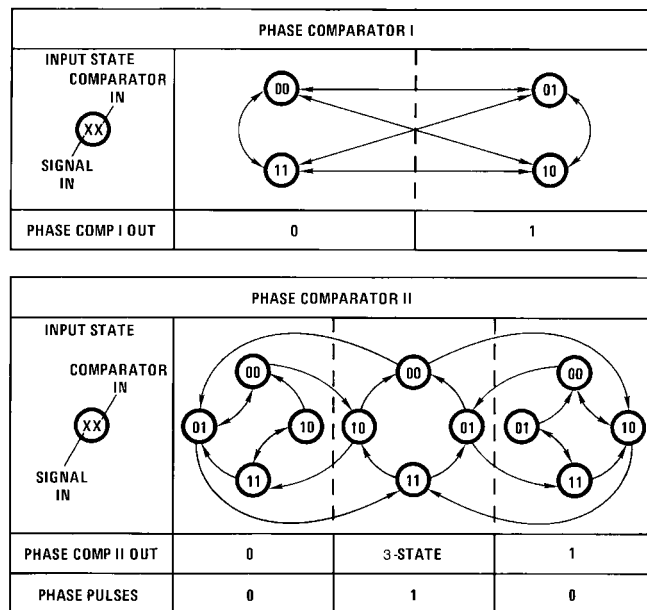 PHASE COMPARATOR I
INPUT STATE
COMPARATOR
IN
XX
SIGNAL
IN
00
01
11
10
PHASE COMP I OUT
0
1
PHASE COMPARATOR II
INPUT STATE
COMPARATOR
IN
XX
SIGNAL
IN
00
00
00
01
10
10
01
01
10
11
11
11
PHASE COMP II OUT
0
3-STATE
1
PHASE PULSES
0
1
0